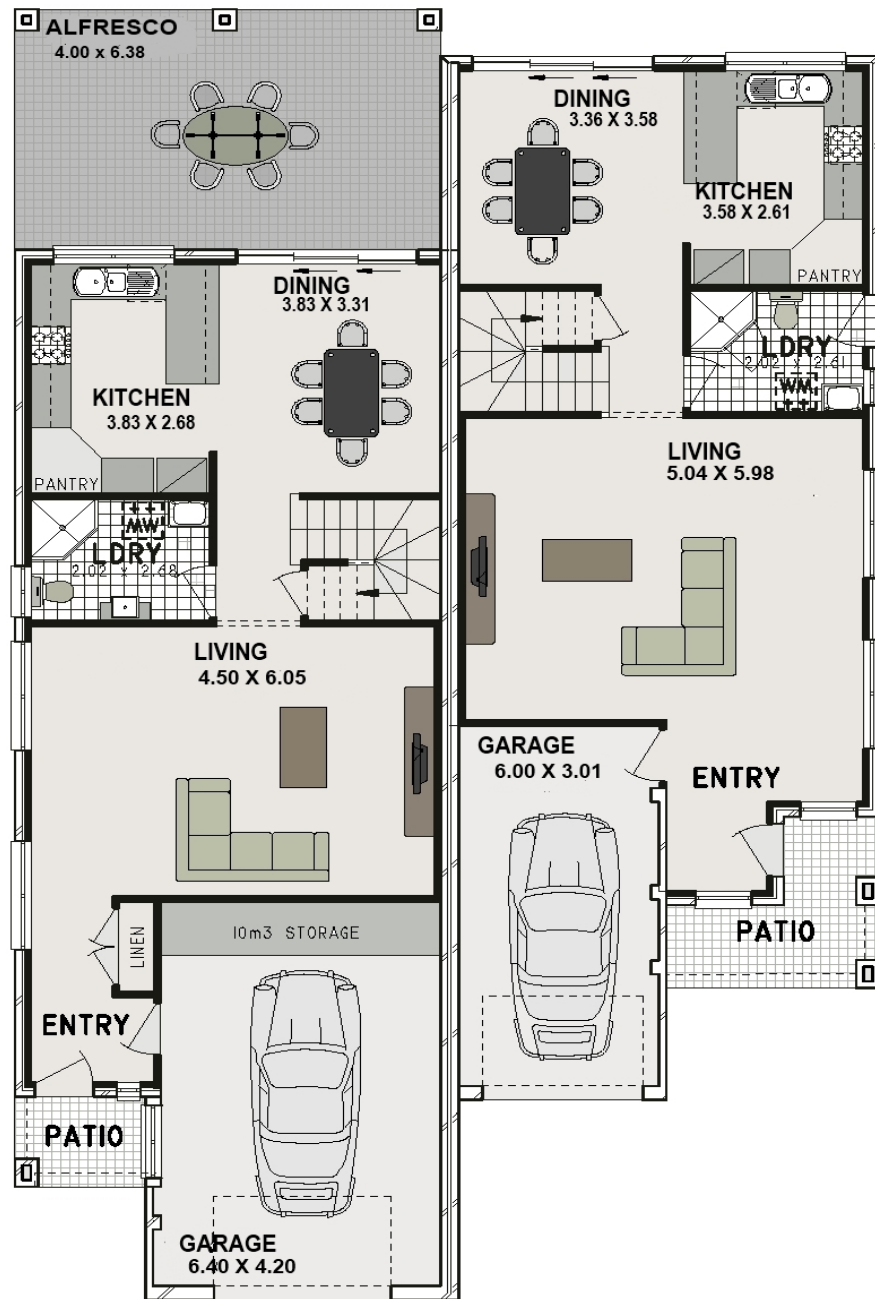 ALFRESCO
4.00 x 6.38
DINING
3.83 X 3.31
KITCHEN
3.83 X 2.68
PANTRY
WM
LDRY
2.02 x 2.68
LIVING
4.50 X 6.05
LINEN
10m3 STORAGE
ENTRY
PATIO
GARAGE
6.40 X 4.20
DINING
3.36 X 3.58
KITCHEN
3.58 X 2.61
PANTRY
LDRY
2.02 x 2.61
WM
LIVING
5.04 X 5.98
GARAGE
6.00 X 3.01
ENTRY
PATIO